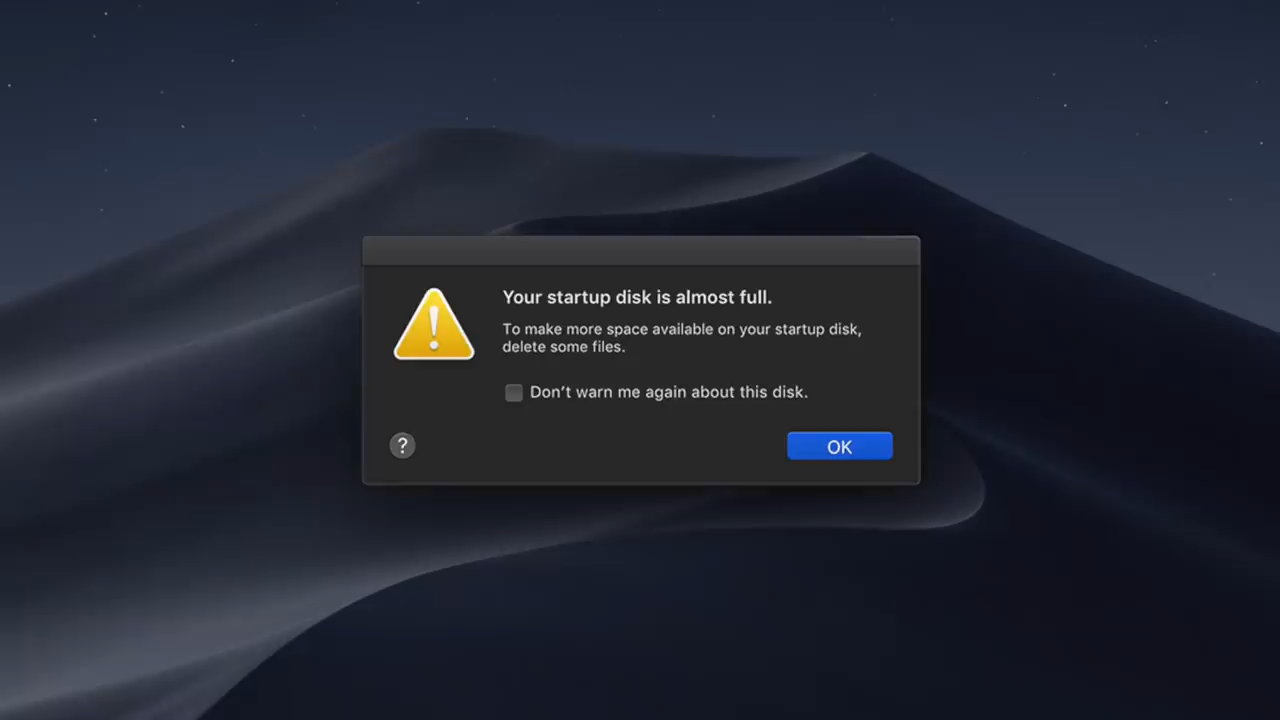 Your startup disk is almost full.
To make more space available on your startup disk,
delete some files.
Don’t warn me again about this disk.
?
OK